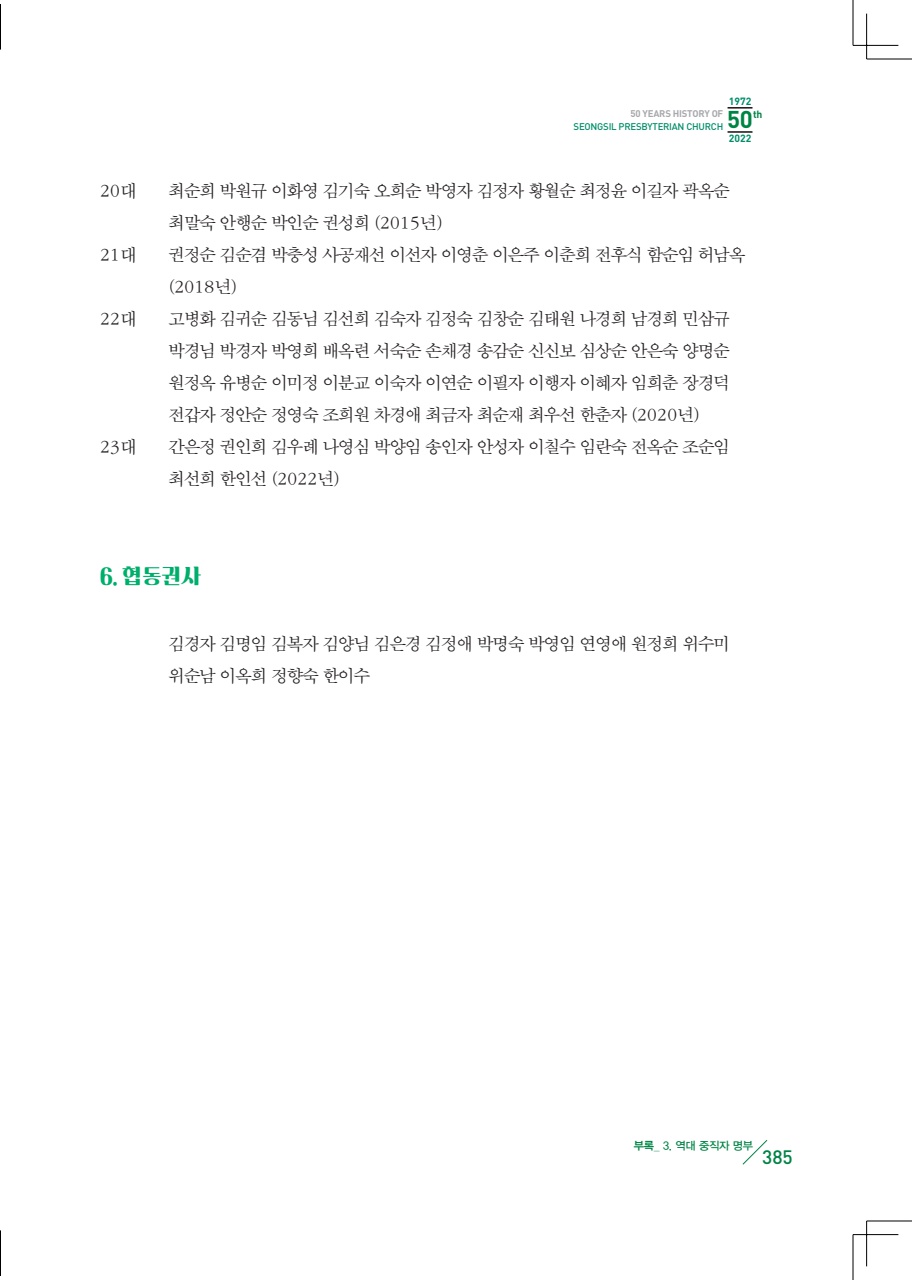 1972
50 YEARS HISTORY OF
SEONGSIL PRESBYTERIAN CHURCH
50th
2022
20대 최순희 박원규 이화영 김기숙 오희순 박영자 김정자 황월순 최정윤 이길자 곽옥순
최말숙 안행순 박인순 권성희 (2015년)
21대 권정순 김순겸 박충성 사공재선 이선자 이영춘 이은주 이춘희 전후식 함순임 허남옥
(2018년)
22대 고병화 김귀순 김동님 김선희 김숙자 김정숙 김창순 김태원 나경희 남경희 민삼규
박경님 박경자 박영희 배옥련 서숙순 손채경 송감순 신신보 심상순 안은숙 양명순
원정옥 유병순 이미정 이분교 이숙자 이연순 이필자 이행자 이혜자 임희춘 장경덕
전갑자 정안순 정영숙 조희원 차경애 최금자 최순재 최우선 한춘자 (2020년)
23대 간은정 권인희 김우례 나영심 박양임 송인자 안성자 이칠수 임란숙 전옥순 조순임
최선희 한인선 (2022년)
6. 협동권사
김경자 김명임 김복자 김양님 김은경 김정애 박명숙 박영임 연영애 원정희 위수미
위순남 이옥희 정향숙 한이수
부록_ 3. 역대 중직자 명부
385